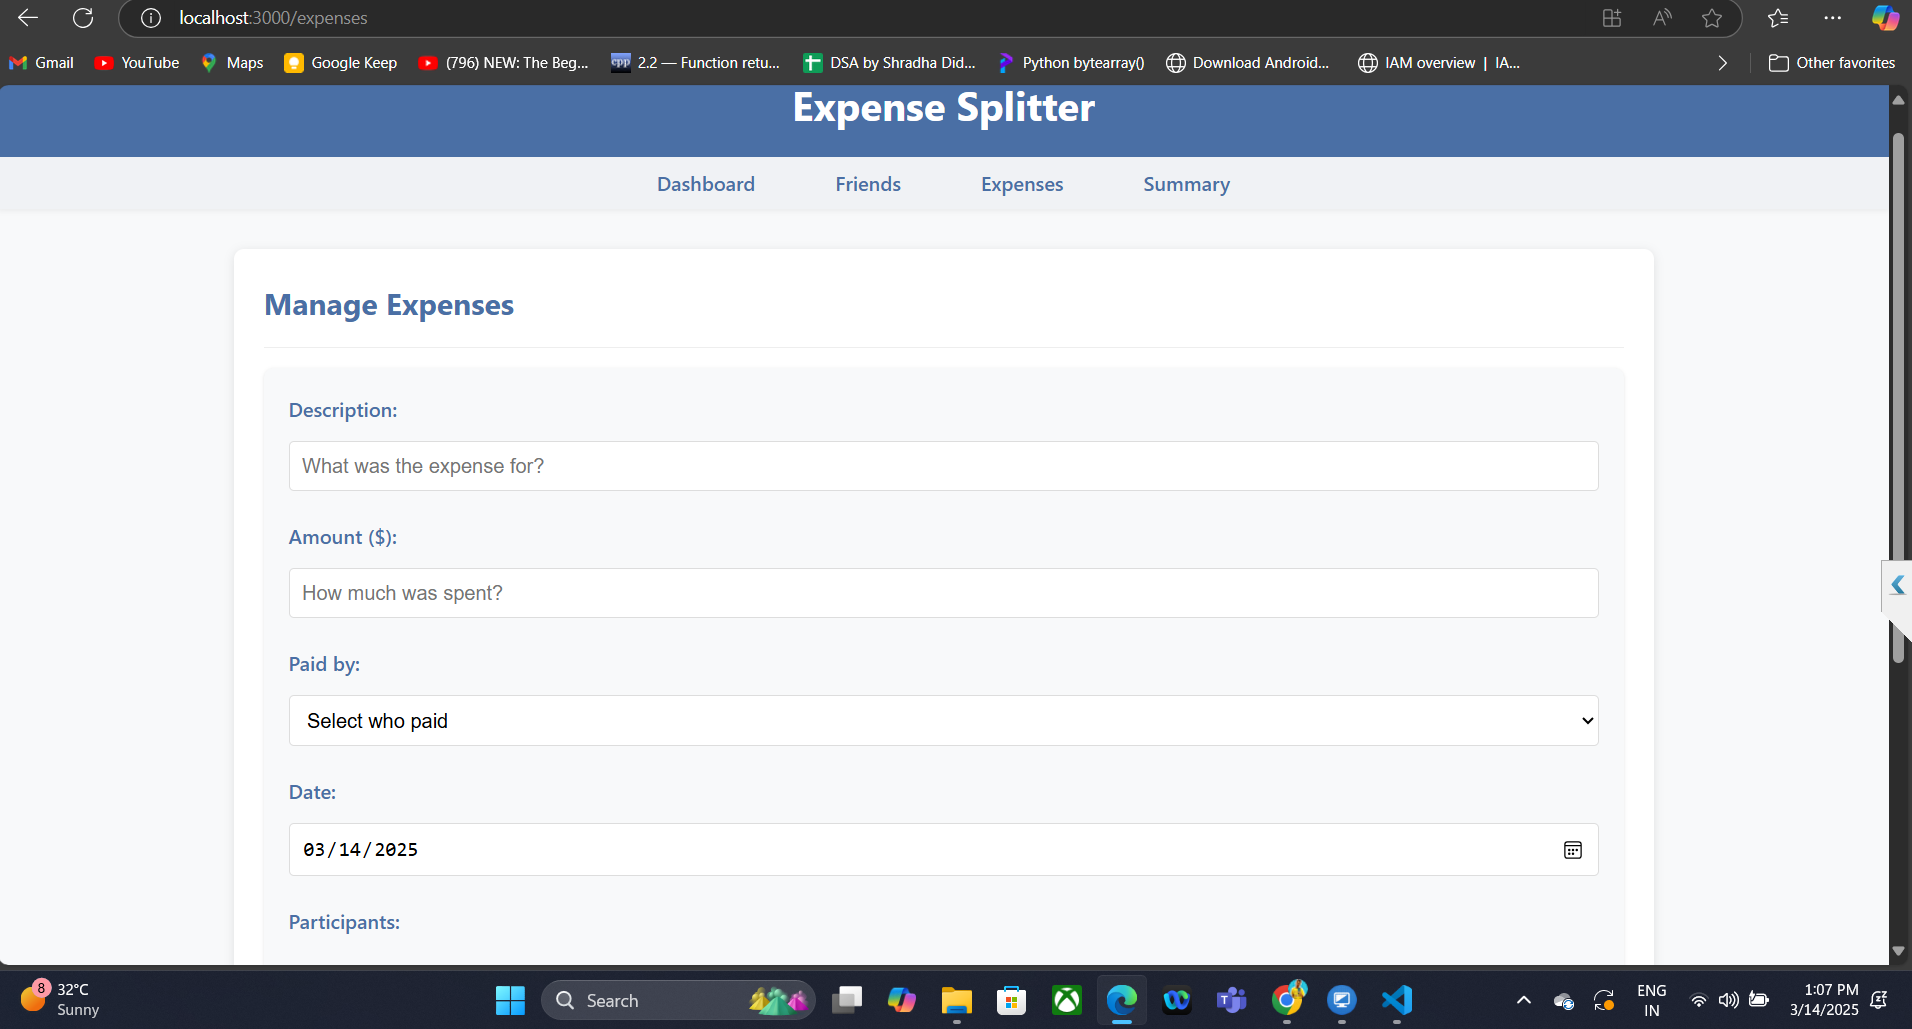 localhost:3000/expenses
Gmail YouTube Maps Google Keep (796) NEW: The Beg... 2.2 — Function retu... DSA by Shradha Did... Python bytearray() Download Android... IAM overview | IA... Other favorites
Expense Splitter
Dashboard Friends Expenses Summary
Manage Expenses
Description:
What was the expense for?
Amount ($):
How much was spent?
Paid by:
Select who paid
Date:
03/14/2025
Participants:
8 32°C
Sunny
Search
ENG
IN
1:07 PM
3/14/2025